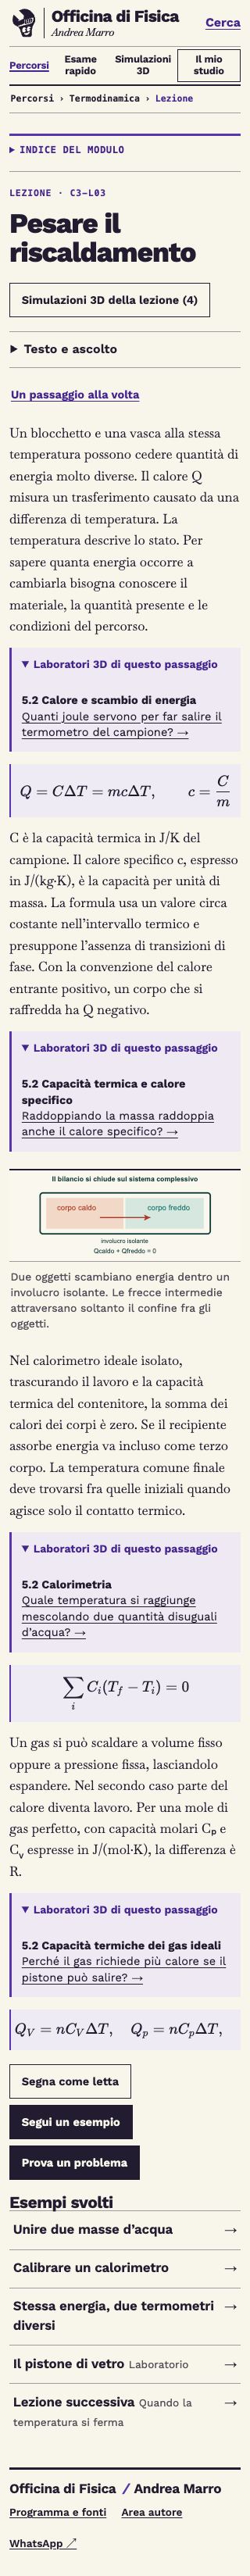 Officina di Fisica
Andrea Marro
Cerca
Percorsi
Esame
rapido
Simulazioni
3D
Il mio
studio
Percorsi › Termodinamica › Lezione
▶ INDICE DEL MODULO
LEZIONE · C3–L03
Pesare il
riscaldamento
Simulazioni 3D della lezione (4)
▶ Testo e ascolto
Un passaggio alla volta
Un blocchetto e una vasca alla stessa
temperatura possono cedere quantità di
energia molto diverse. Il calore Q
misura un trasferimento causato da una
differenza di temperatura. La
temperatura descrive lo stato. Per
sapere quanta energia occorre a
cambiarla bisogna conoscere il
materiale, la quantità presente e le
condizioni del percorso.
▼ Laboratori 3D di questo passaggio
5.2 Calore e scambio di energia
Quanti joule servono per far salire il
termometro del campione? →
Q = CΔT = mcΔT, c = C/m
C è la capacità termica in J/K del
campione. Il calore specifico c, espresso
in J/(kg·K), è la capacità per unità di
massa. La formula usa un valore circa
costante nell’intervallo termico e
presuppone l’assenza di transizioni di
fase. Con la convenzione del calore
entrante positivo, un corpo che si
raffredda ha Q negativo.
▼ Laboratori 3D di questo passaggio
5.2 Capacità termica e calore
specifico
Raddoppiando la massa raddoppia
anche il calore specifico? →
Il bilancio si chiude sul sistema complessivo
corpo caldo
corpo freddo
involucro isolante
Qcaldo + Qfreddo = 0
Due oggetti scambiano energia dentro un
involucro isolante. Le frecce intermedie
attraversano soltanto il confine fra gli
oggetti.
Nel calorimetro ideale isolato,
trascurando il lavoro e la capacità
termica del contenitore, la somma dei
calori dei corpi è zero. Se il recipiente
assorbe energia va incluso come terzo
corpo. La temperatura comune finale
deve trovarsi fra quelle iniziali quando
agisce solo il contatto termico.
▼ Laboratori 3D di questo passaggio
5.2 Calorimetria
Quale temperatura si raggiunge
mescolando due quantità disuguali
d’acqua? →
∑ᵢ Cᵢ(T_f − Tᵢ) = 0
Un gas si può scaldare a volume fisso
oppure a pressione fissa, lasciandolo
espandere. Nel secondo caso parte del
calore diventa lavoro. Per una mole di
gas perfetto, con capacità molari Cₚ e
Cᵥ espresse in J/(mol·K), la differenza è
R.
▼ Laboratori 3D di questo passaggio
5.2 Capacità termiche dei gas ideali
Perché il gas richiede più calore se il
pistone può salire? →
Q_V = nC_VΔT, Q_p = nC_pΔT,
Segna come letta
Segui un esempio
Prova un problema
Esempi svolti
Unire due masse d’acqua →
Calibrare un calorimetro →
Stessa energia, due termometri →
diversi
Il pistone di vetro Laboratorio →
Lezione successiva Quando la →
temperatura si ferma
Officina di Fisica / Andrea Marro
Programma e fonti Area autore
WhatsApp ↗